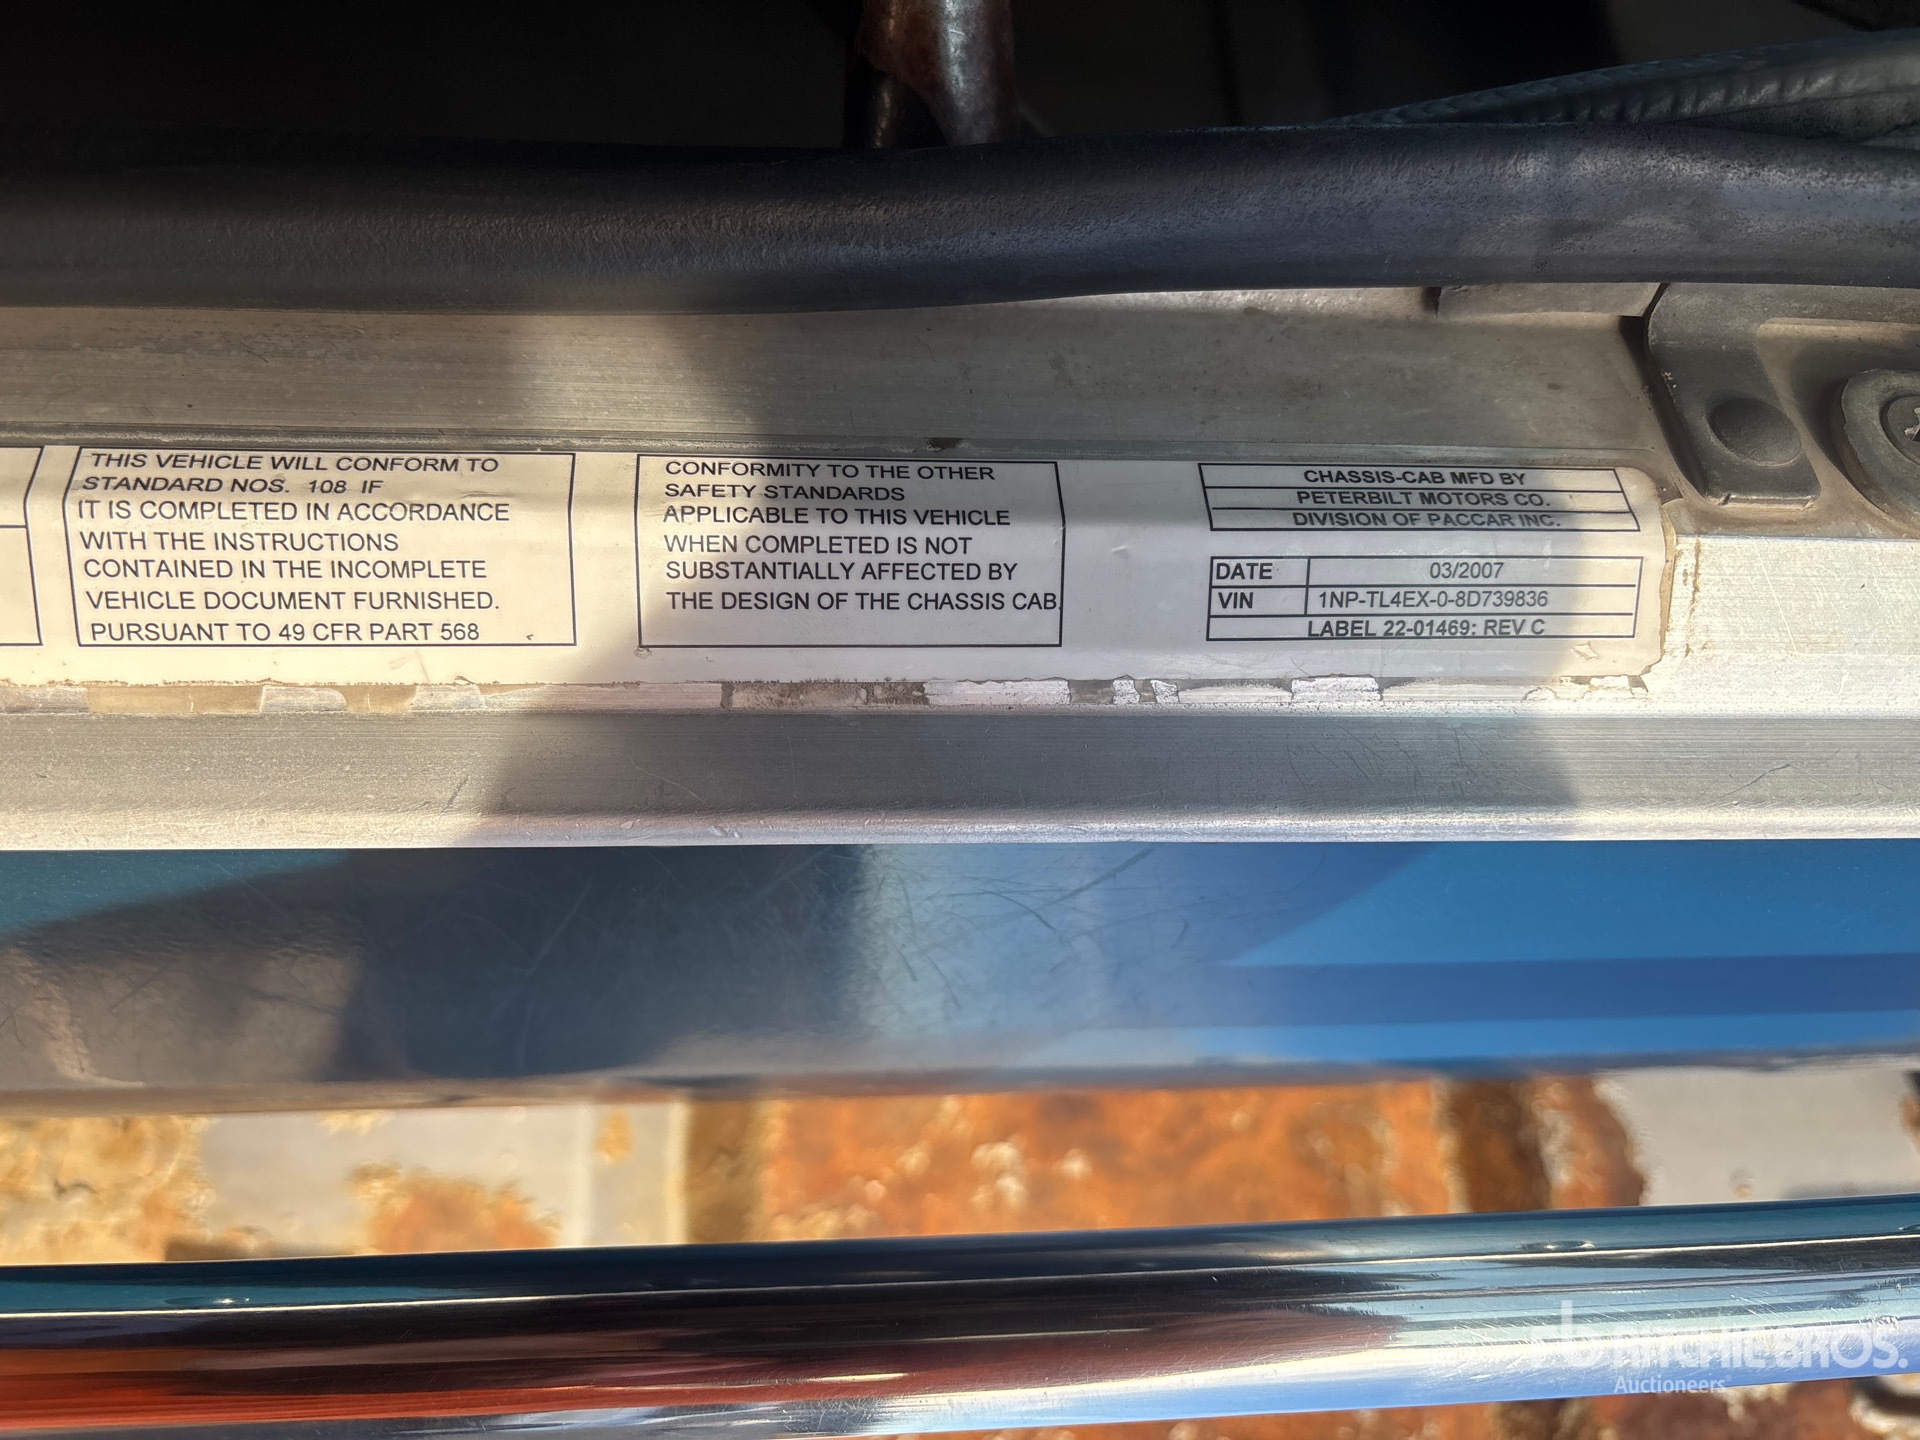 THIS VEHICLE WILL CONFORM TO
STANDARD NOS. 108 IF
IT IS COMPLETED IN ACCORDANCE
WITH THE INSTRUCTIONS
CONTAINED IN THE INCOMPLETE
VEHICLE DOCUMENT FURNISHED.
PURSUANT TO 49 CFR PART 568
CONFORMITY TO THE OTHER
SAFETY STANDARDS
APPLICABLE TO THIS VEHICLE
WHEN COMPLETED IS NOT
SUBSTANTIALLY AFFECTED BY
THE DESIGN OF THE CHASSIS CAB.
CHASSIS-CAB MFD BY
PETERBILT MOTORS CO.
DIVISION OF PACCAR INC.
DATE 03/2007
VIN 1NP-TL4EX-0-8D739836
LABEL 22-01469: REV C
RITCHIE BROS.
Auctioneers